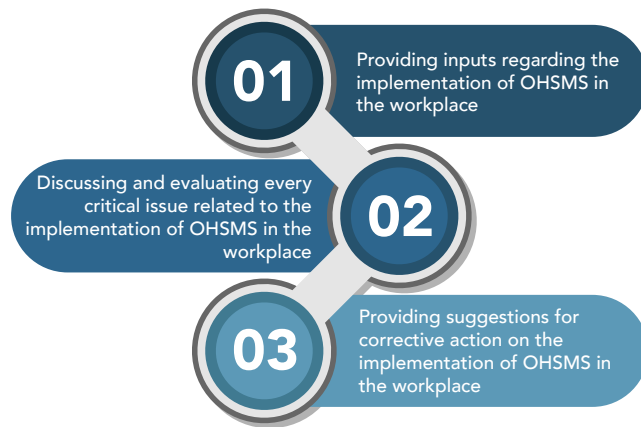 01
Providing inputs regarding the
implementation of OHSMS in
the workplace
Discussing and evaluating every
critical issue related to the
implementation of OHSMS in the
workplace
02
03
Providing suggestions for
corrective action on the
implementation of OHSMS in
the workplace